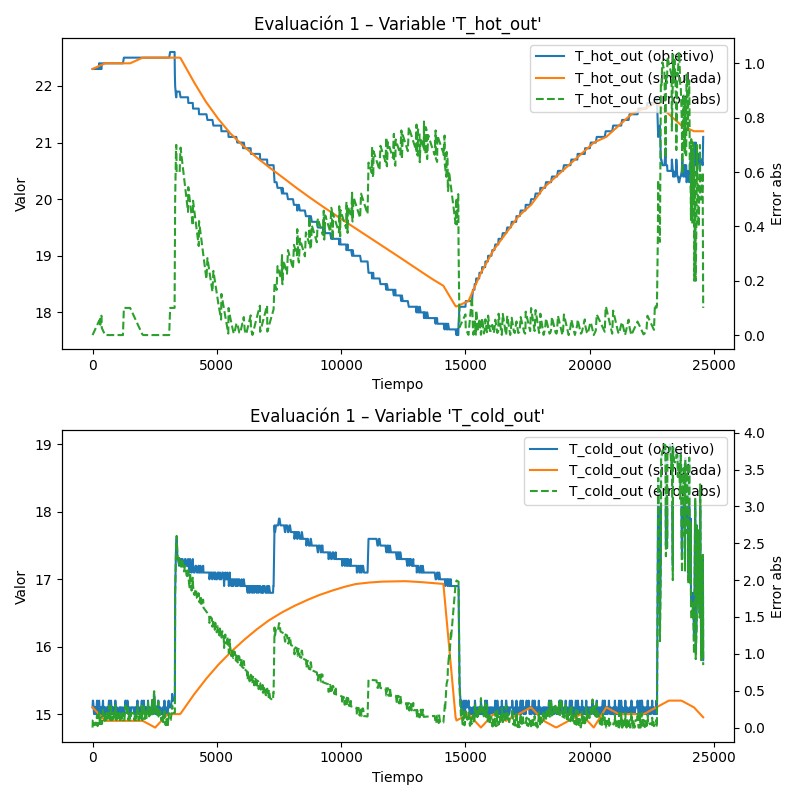 Evaluación 1 – Variable 'T_hot_out'
T_hot_out (objetivo)
T_hot_out (simulada)
T_hot_out (error abs)
Valor
22
21
20
19
18
1.0
0.8
0.6
0.4
0.2
0.0
Error abs
0 5000 10000 15000 20000 25000
Tiempo
Evaluación 1 – Variable 'T_cold_out'
T_cold_out (objetivo)
T_cold_out (simulada)
T_cold_out (error abs)
Valor
19
18
17
16
15
4.0
3.5
3.0
2.5
2.0
1.5
1.0
0.5
0.0
Error abs
0 5000 10000 15000 20000 25000
Tiempo